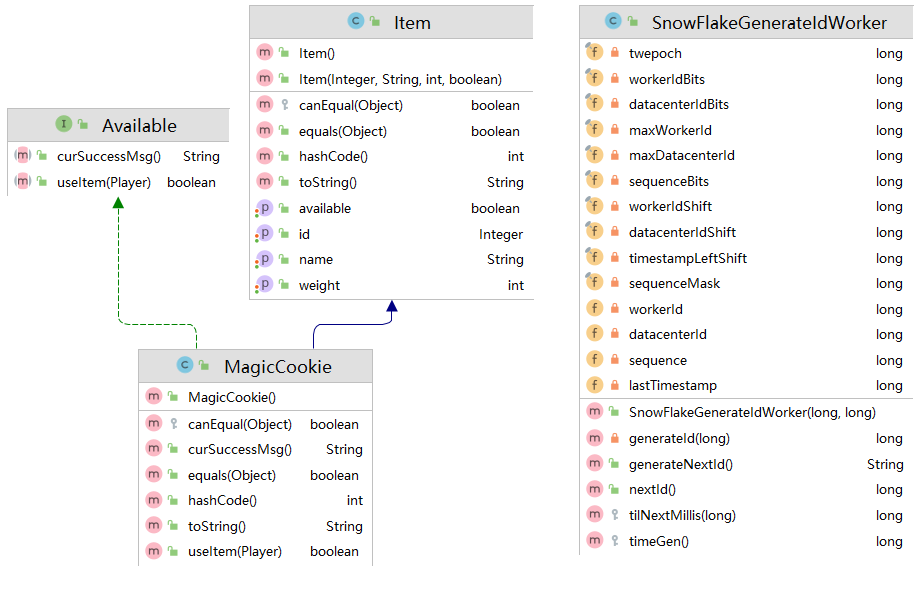 Available
curSuccessMsg() String
useItem(Player) boolean
Item
Item()
Item(Integer, String, int, boolean)
canEqual(Object) boolean
equals(Object) boolean
hashCode() int
toString() String
available boolean
id Integer
name String
weight int
MagicCookie
MagicCookie()
canEqual(Object) boolean
curSuccessMsg() String
equals(Object) boolean
hashCode() int
toString() String
useItem(Player) boolean
SnowFlakeGenerateIdWorker
twepoch long
workerIdBits long
datacenterIdBits long
maxWorkerId long
maxDatacenterId long
sequenceBits long
workerIdShift long
datacenterIdShift long
timestampLeftShift long
sequenceMask long
workerId long
datacenterId long
sequence long
lastTimestamp long
SnowFlakeGenerateIdWorker(long, long)
generateId(long) long
generateNextId() String
nextId() long
tilNextMillis(long) long
timeGen() long